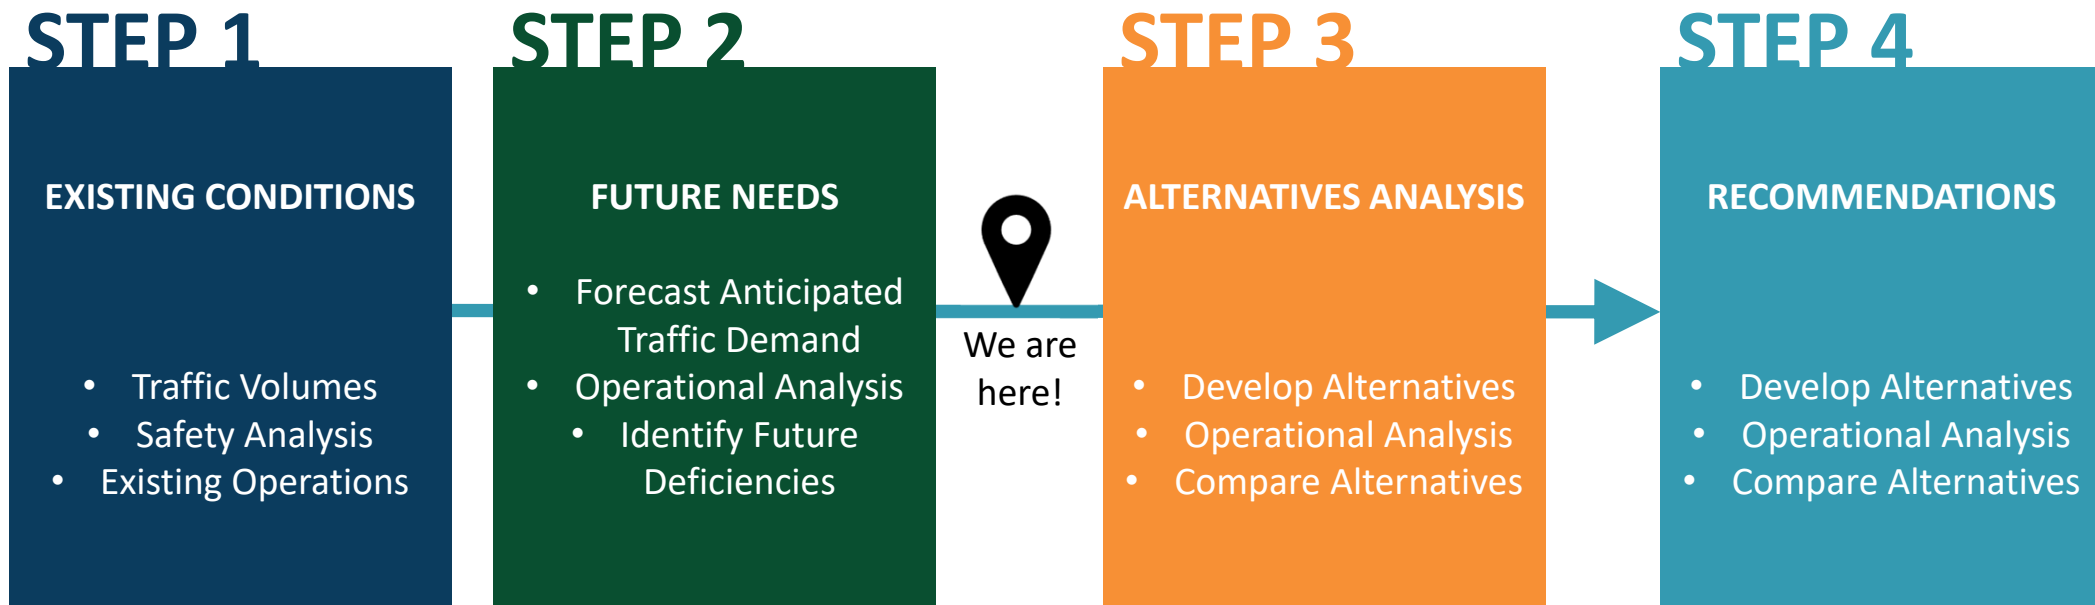 STEP 1
EXISTING CONDITIONS
• Traffic Volumes
• Safety Analysis
• Existing Operations
STEP 2
FUTURE NEEDS
• Forecast Anticipated
Traffic Demand
• Operational Analysis
• Identify Future
Deficiencies
We are
here!
STEP 3
ALTERNATIVES ANALYSIS
• Develop Alternatives
• Operational Analysis
• Compare Alternatives
STEP 4
RECOMMENDATIONS
• Develop Alternatives
• Operational Analysis
• Compare Alternatives